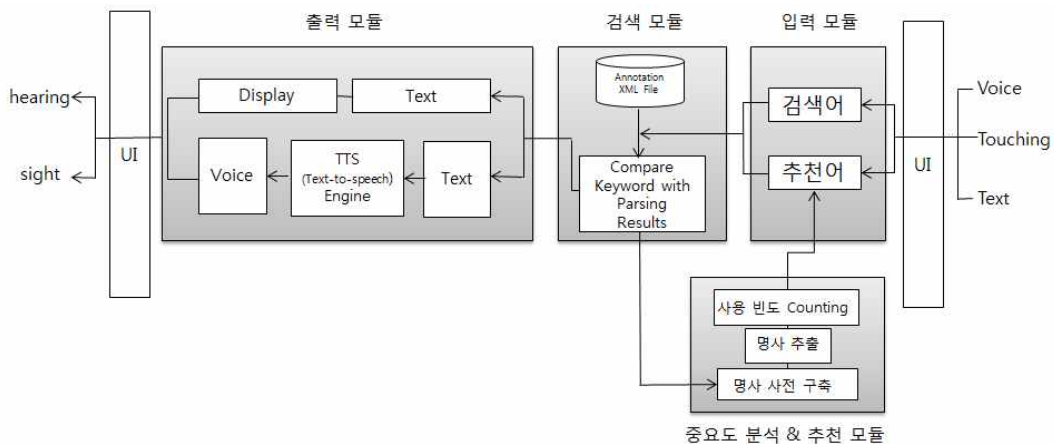 출력 모듈
검색 모듈
입력 모듈
hearing
sight
UI
Display
Text
Voice
TTS
(Text-to-speech)
Engine
Text
Annotation
XML File
Compare
Keyword with
Parsing
Results
검색어
추천어
UI
Voice
Touching
Text
사용 빈도 Counting
명사 추출
명사 사전 구축
중요도 분석 & 추천 모듈